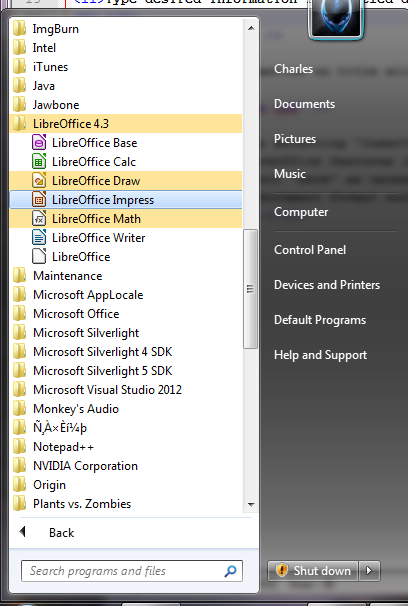 ImgBurn
Intel
iTunes
Java
Jawbone
LibreOffice 4.3
LibreOffice Base
LibreOffice Calc
LibreOffice Draw
LibreOffice Impress
LibreOffice Math
LibreOffice Writer
LibreOffice
Maintenance
Microsoft AppLocale
Microsoft Office
Microsoft Silverlight
Microsoft Silverlight 4 SDK
Microsoft Silverlight 5 SDK
Microsoft Visual Studio 2012
Monkey's Audio
Ñ¸À×Èí¼þ
Notepad++
NVIDIA Corporation
Origin
Plants vs. Zombies
Back
Search programs and files
Charles
Documents
Pictures
Music
Computer
Control Panel
Devices and Printers
Default Programs
Help and Support
Shut down